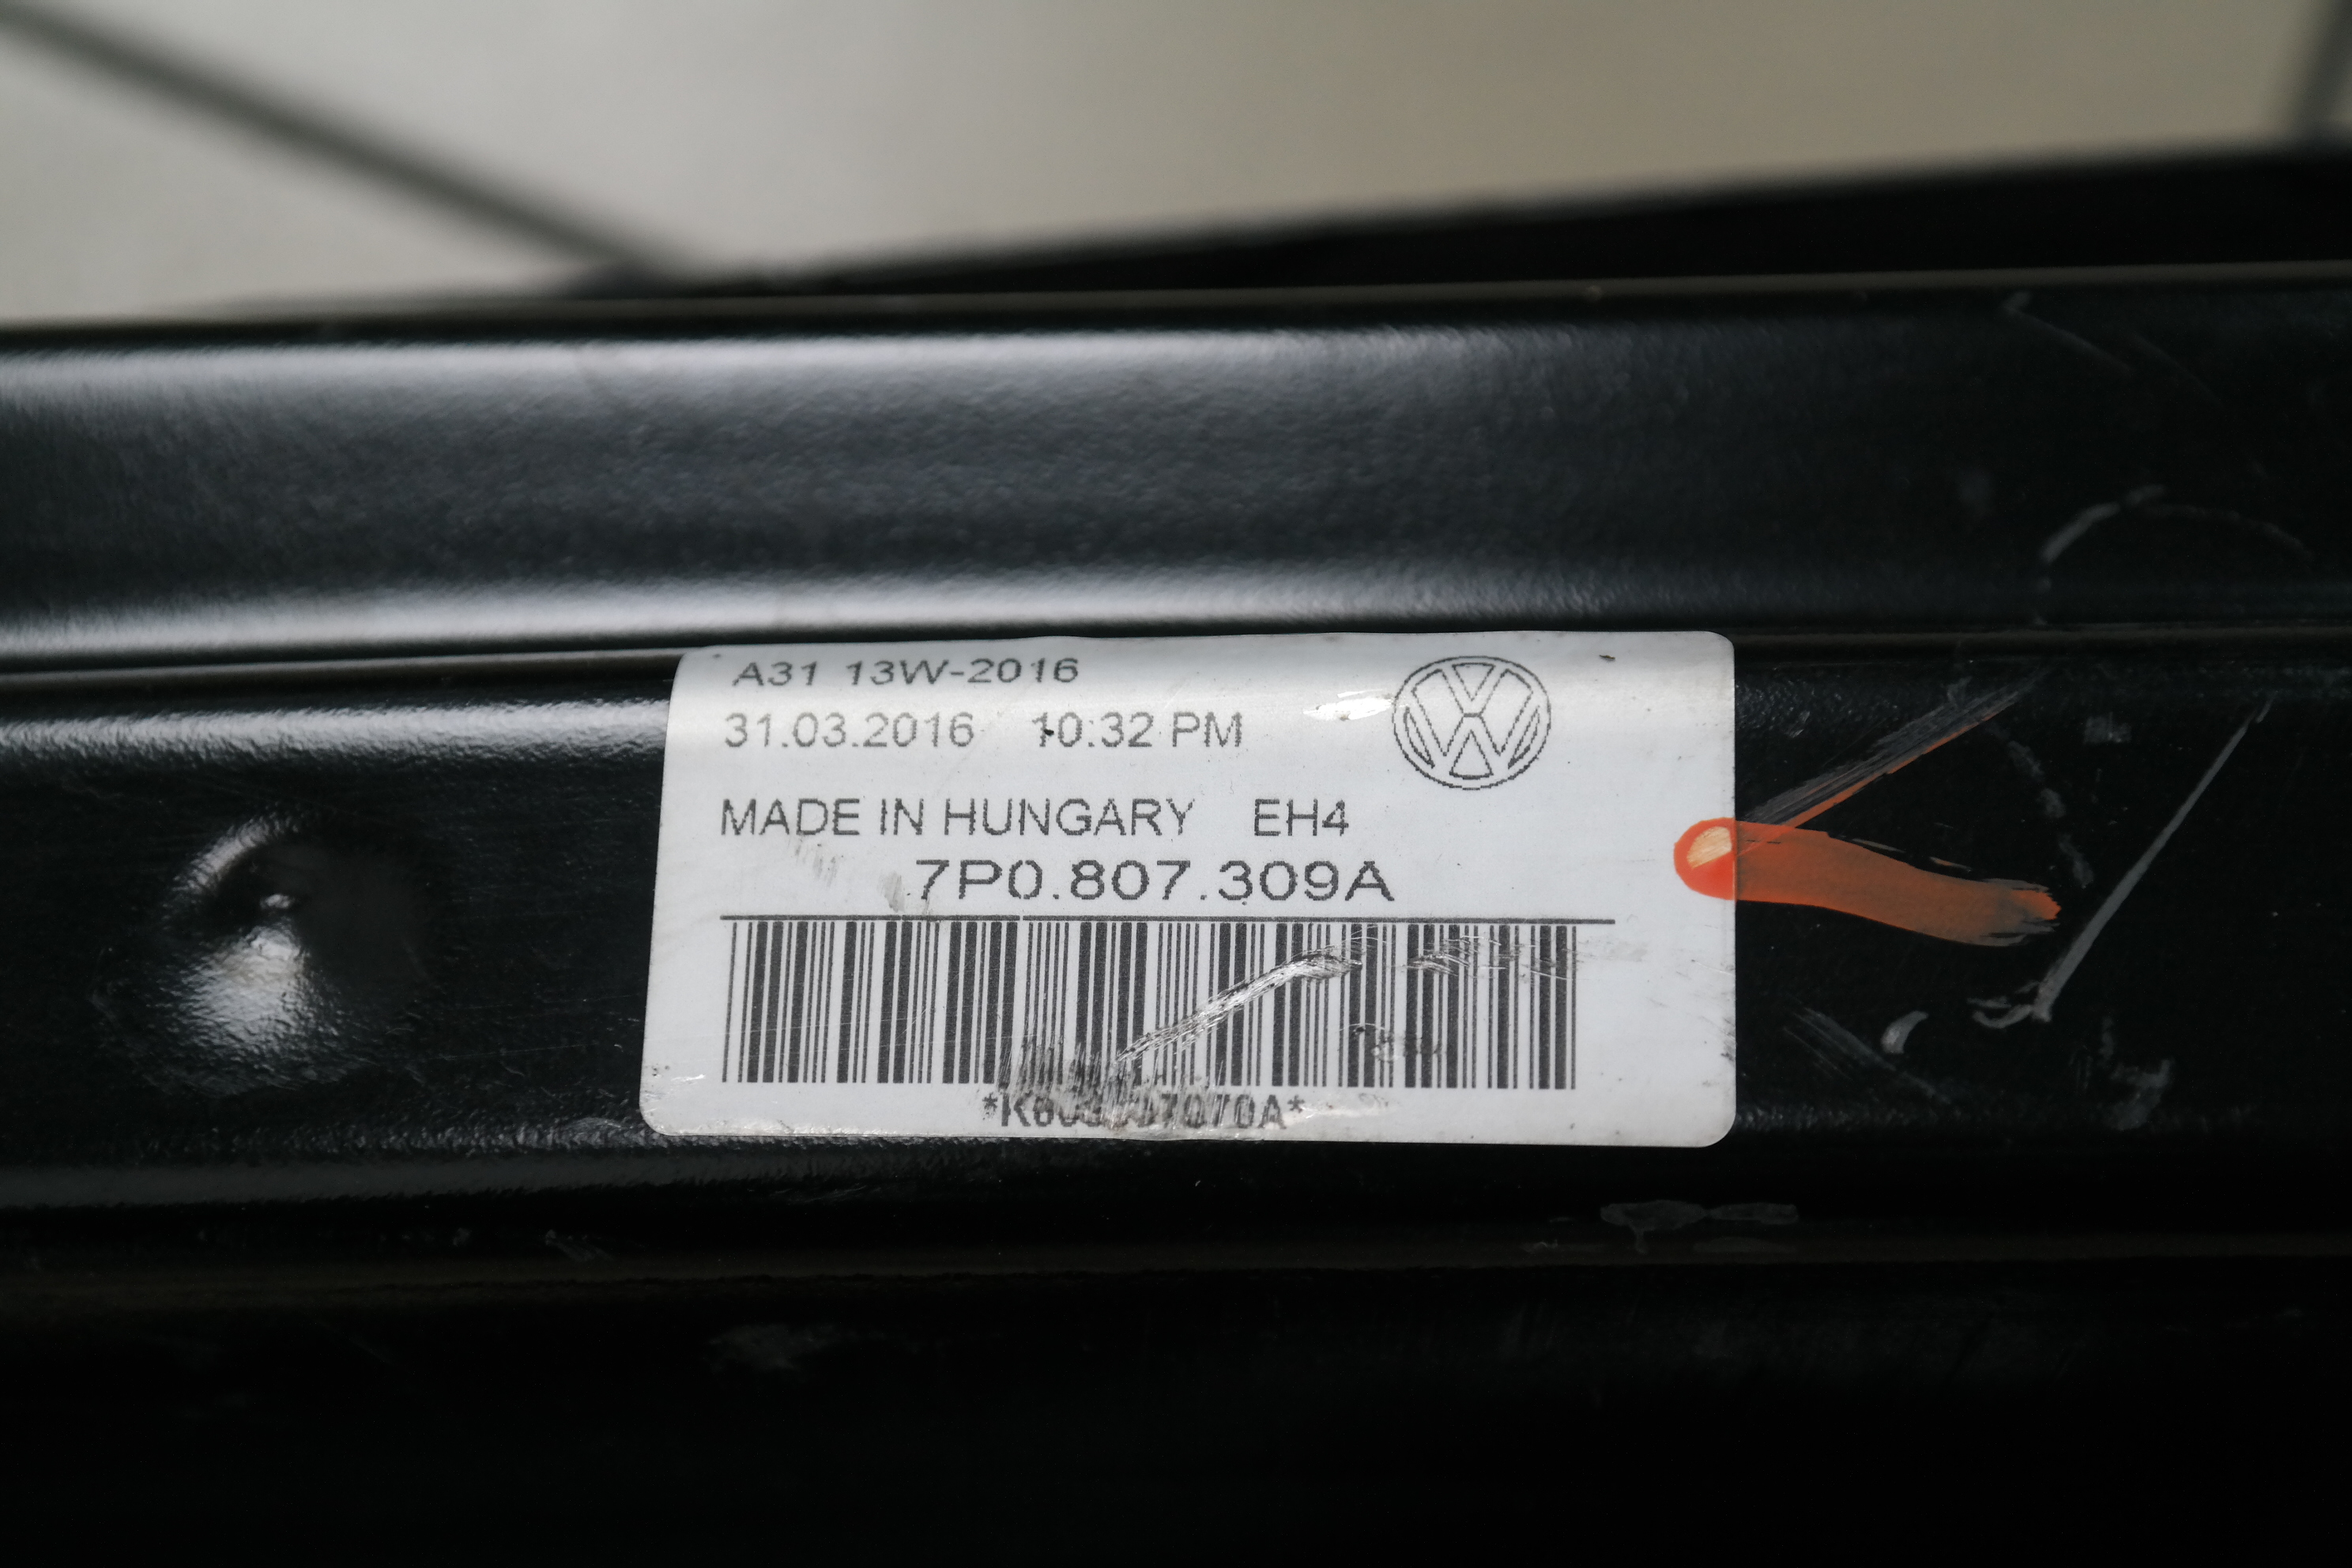 A31 13W-2016
31.03.2016 10:32 PM
MADE IN HUNGARY EH4
7P0.807.309A